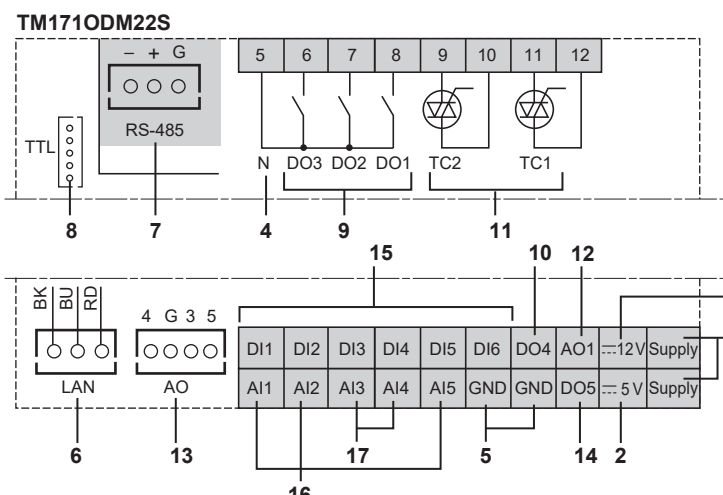 TM171ODM22S
– + G
5 6 7 8 9 10 11 12
RS-485
TTL
N DO3 DO2 DO1 TC2 TC1
8 7 4 9 11
15 10 12
BK BU RD
4 G 3 5
DI1 DI2 DI3 DI4 DI5 DI6 DO4 AO1 ⎓12 V Supply
AI1 AI2 AI3 AI4 AI5 GND GND DO5 ⎓ 5 V Supply
LAN AO
6 13 17 5 14 2
16